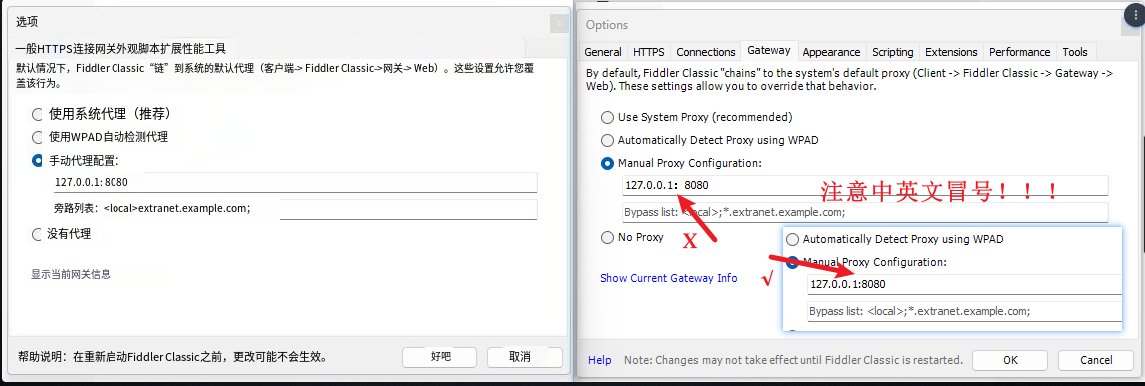 选项
一般HTTPS连接网关外观脚本扩展性能工具
默认情况下，Fiddler Classic“链”到系统的默认代理（客户端-> Fiddler Classic->网关-> Web）。这些设置允许您覆
盖该行为。
使用系统代理（推荐）
使用WPAD自动检测代理
手动代理配置：
127.0.0.1: 8080
旁路列表：<local>extranet.example.com；
没有代理
显示当前网关信息
帮助说明：在重新启动Fiddler Classic之前，更改可能不会生效。
好吧
取消
Options
General HTTPS Connections Gateway Appearance Scripting Extensions Performance Tools
By default, Fiddler Classic "chains" to the system's default proxy (Client -> Fiddler Classic -> Gateway ->
Web). These settings allow you to override that behavior.
Use System Proxy (recommended)
Automatically Detect Proxy using WPAD
Manual Proxy Configuration:
127.0.0.1：8080
注意中英文冒号！！！
Bypass list: <local>;*.extranet.example.com;
No Proxy
X
Show Current Gateway Info
√
Automatically Detect Proxy using WPAD
Manual Proxy Configuration:
127.0.0.1:8080
Bypass list: <local>;*.extranet.example.com;
Help
Note: Changes may not take effect until Fiddler Classic is restarted.
OK
Cancel